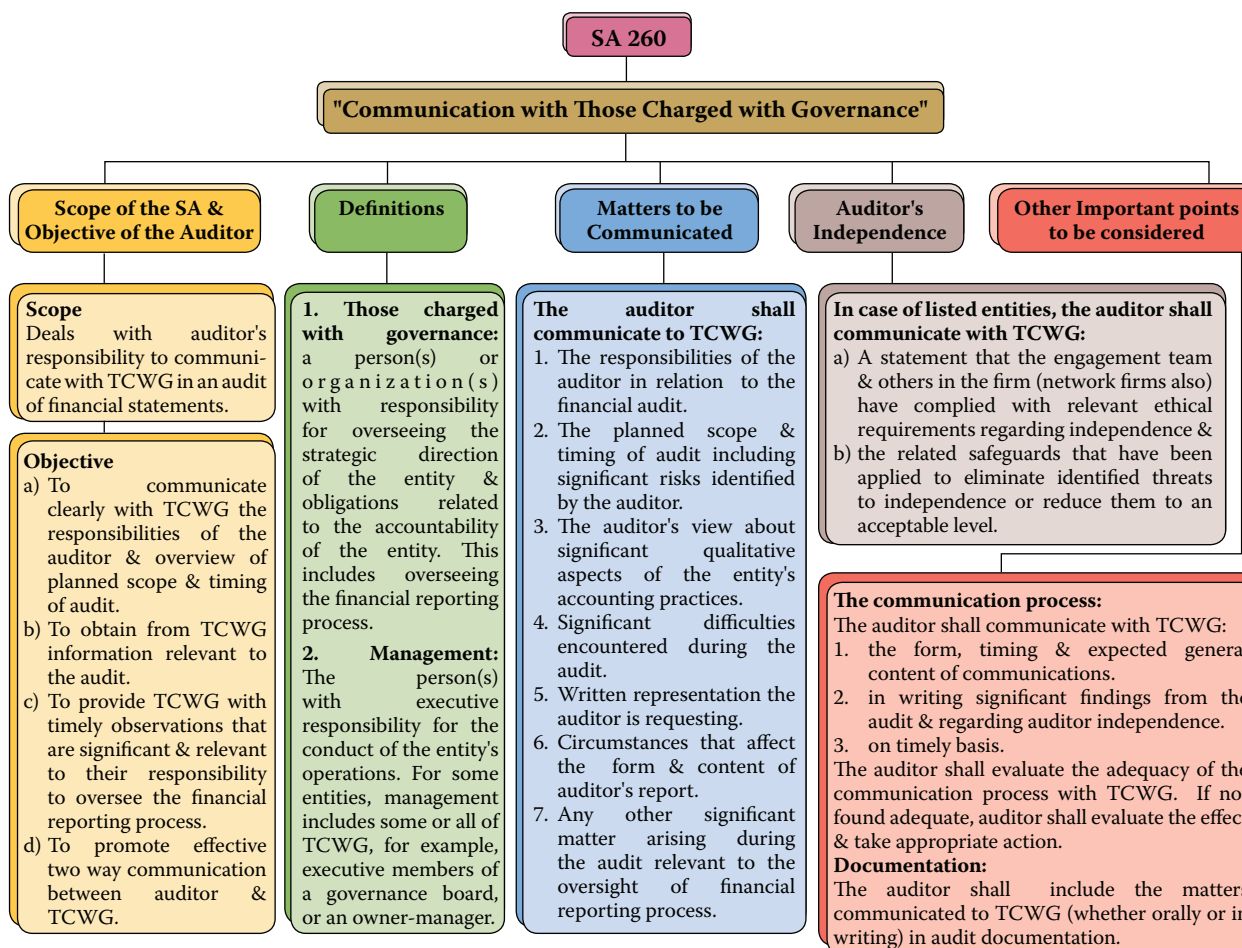 SA 260
"Communication with Those Charged with Governance"
Scope of the SA &
Objective of the Auditor
Definitions
Matters to be
Communicated
Auditor's
Independence
Other Important points
to be considered
Scope
Deals with auditor's
responsibility to communi-
cate with TCWG in an audit
of financial statements.
Objective
a) To communicate
clearly with TCWG the
responsibilities of the
auditor & overview of
planned scope & timing
of audit.
b) To obtain from TCWG
information relevant to
the audit.
c) To provide TCWG with
timely observations that
are significant & relevant
to their responsibility
to oversee the financial
reporting process.
d) To promote effective
two way communication
between auditor &
TCWG.
1. Those charged
with governance:
a person(s) or
organization(s)
with responsibility
for overseeing the
strategic direction
of the entity &
obligations related
to the accountability
of the entity. This
includes overseeing
the financial reporting
process.
2. Management:
The person(s)
with executive
responsibility for the
conduct of the entity's
operations. For some
entities, management
includes some or all of
TCWG, for example,
executive members of
a governance board,
or an owner-manager.
The auditor shall
communicate to TCWG:
1. The responsibilities of the
auditor in relation to the
financial audit.
2. The planned scope &
timing of audit including
significant risks identified
by the auditor.
3. The auditor's view about
significant qualitative
aspects of the entity's
accounting practices.
4. Significant difficulties
encountered during the
audit.
5. Written representation the
auditor is requesting.
6. Circumstances that affect
the form & content of
auditor's report.
7. Any other significant
matter arising during
the audit relevant to the
oversight of financial
reporting process.
In case of listed entities, the auditor shall
communicate with TCWG:
a) A statement that the engagement team
& others in the firm (network firms also)
have complied with relevant ethical
requirements regarding independence &
b) the related safeguards that have been
applied to eliminate identified threats
to independence or reduce them to an
acceptable level.
The communication process:
The auditor shall communicate with TCWG:
1. the form, timing & expected genera
content of communications.
2. in writing significant findings from the
audit & regarding auditor independence.
3. on timely basis.
The auditor shall evaluate the adequacy of the
communication process with TCWG. If no
found adequate, auditor shall evaluate the effec
& take appropriate action.
Documentation:
The auditor shall include the matter
communicated to TCWG (whether orally or in
writing) in audit documentation.